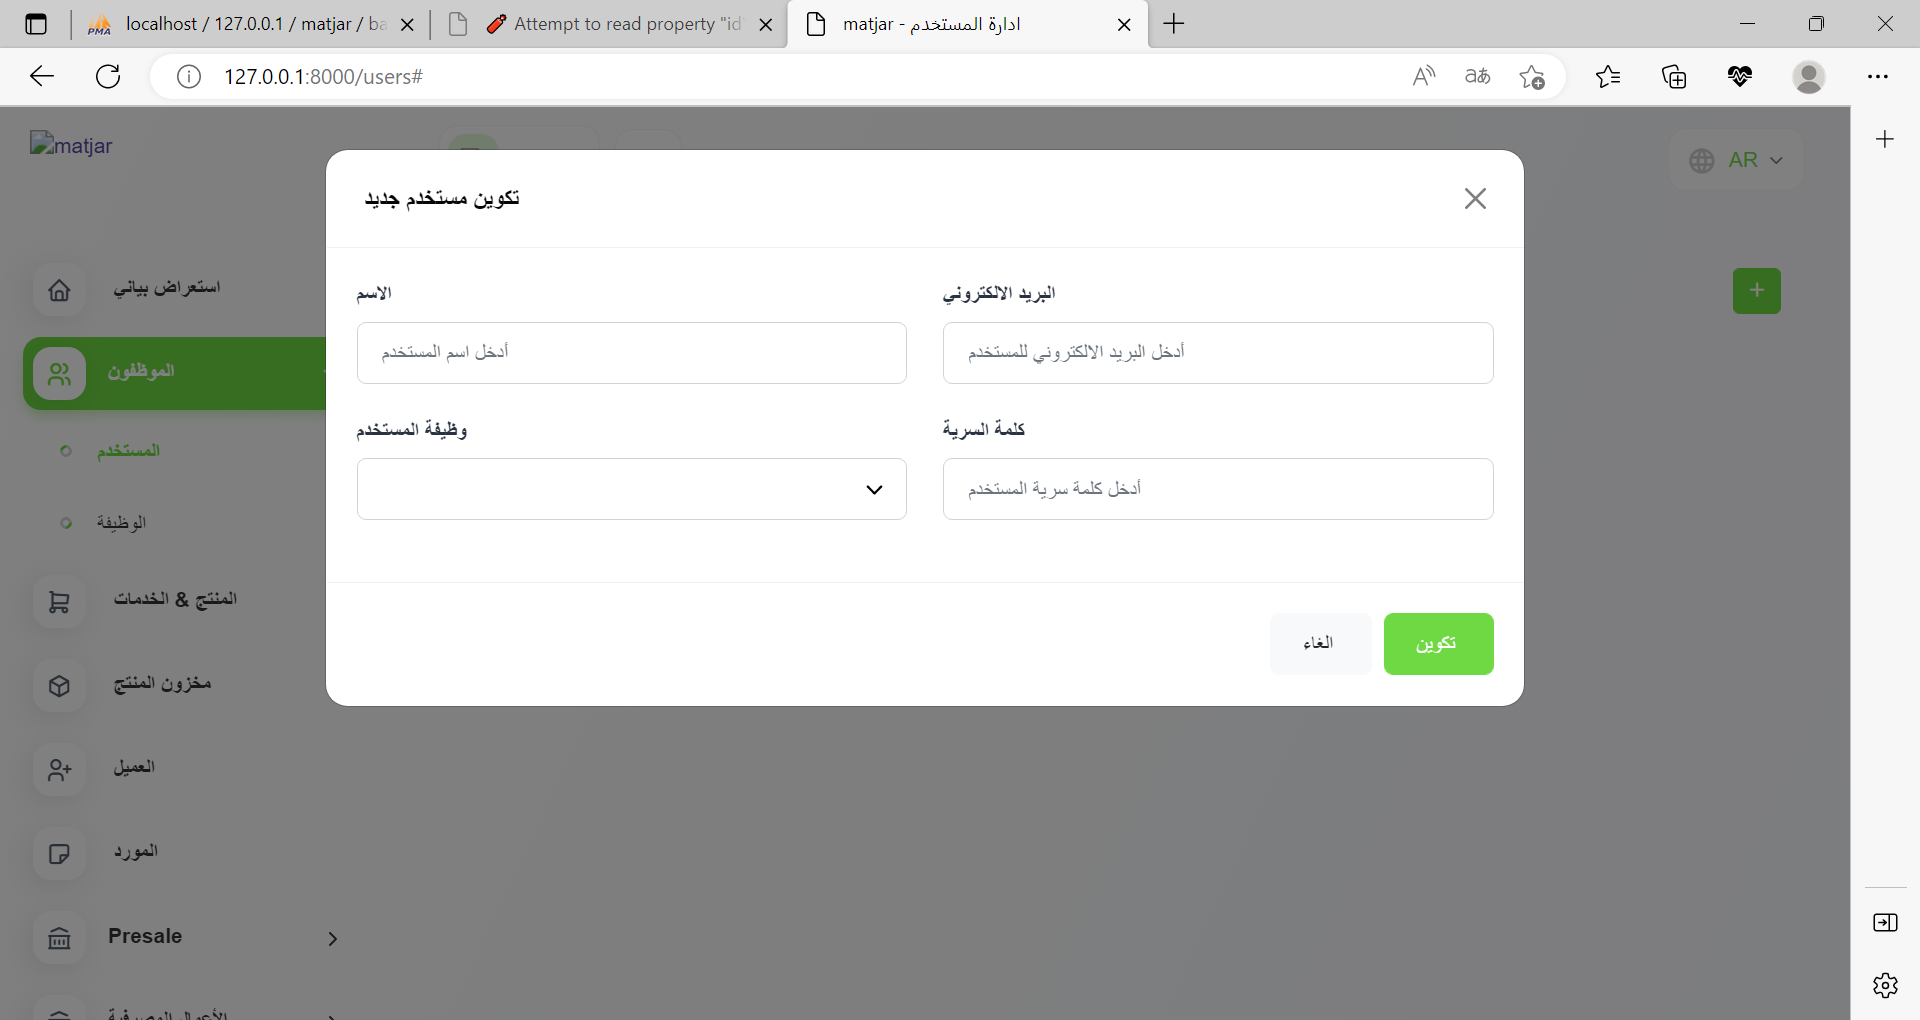 localhost / 127.0.0.1 / matjar / ba
Attempt to read property "id"
matjar - ادارة المستخدم
127.0.0.1:8000/users#
matjar
AR
تكوين مستخدم جديد
الاسم
البريد الالكتروني
أدخل اسم المستخدم
أدخل البريد الالكتروني للمستخدم
وظيفة المستخدم
كلمة السرية
أدخل كلمة سرية المستخدم
الغاء
تكوين
استعراض بياني
الموظفون
المستخدم
الوظيفة
المنتج & الخدمات
مخزون المنتج
العميل
المورد
Presale
الأعمال المصرفية